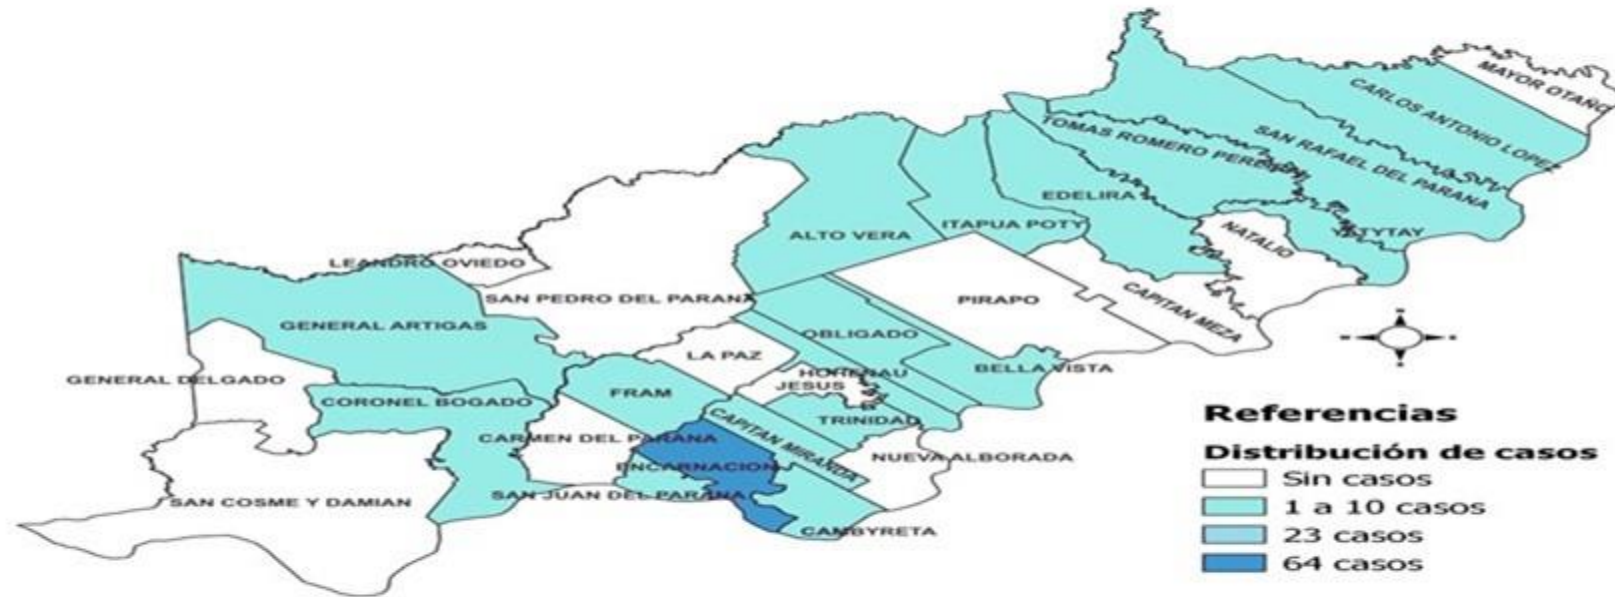 MAYOR OTAÑO
CARLOS ANTONIO LOPEZ
SAN RAFAEL DEL PARANA
TOMAS ROMERO PEREIRA
EDELIRA
ITAPUA POTY
YATYTAY
NATALIO
ALTO VERA
LEANDRO OVIEDO
SAN PEDRO DEL PARANA
PIRAPO
CAPITAN MEZA
GENERAL ARTIGAS
OBLIGADO
LA PAZ
BELLA VISTA
HOHENAU
JESUS
GENERAL DELGADO
FRAM
CORONEL BOGADO
TRINIDAD
CAPITAN MIRANDA
CARMEN DEL PARANA
NUEVA ALBORADA
ENCARNACION
SAN JUAN DEL PARANA
SAN COSME Y DAMIAN
CAMBYRETA
Referencias
Distribución de casos
Sin casos
1 a 10 casos
23 casos
64 casos